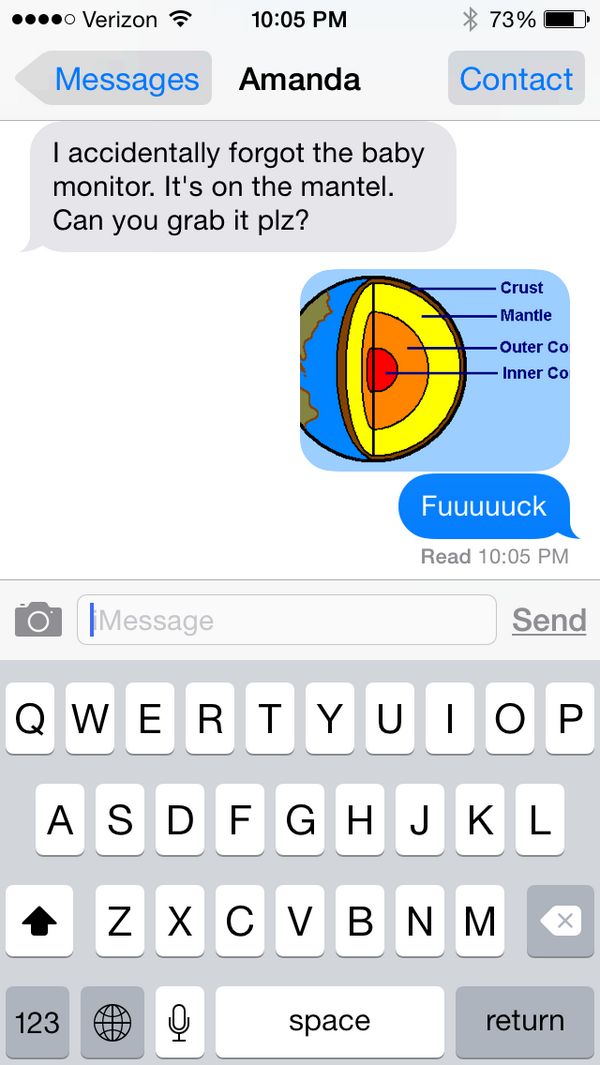 Verizon 10:05 PM 73%
Messages Amanda Contact
I accidentally forgot the baby
monitor. It's on the mantel.
Can you grab it plz?
Crust
Mantle
Outer Co
Inner Co
Fuuuuuck
Read 10:05 PM
iMessage Send
Q W E R T Y U I O P
A S D F G H J K L
Z X C V B N M
123 space return